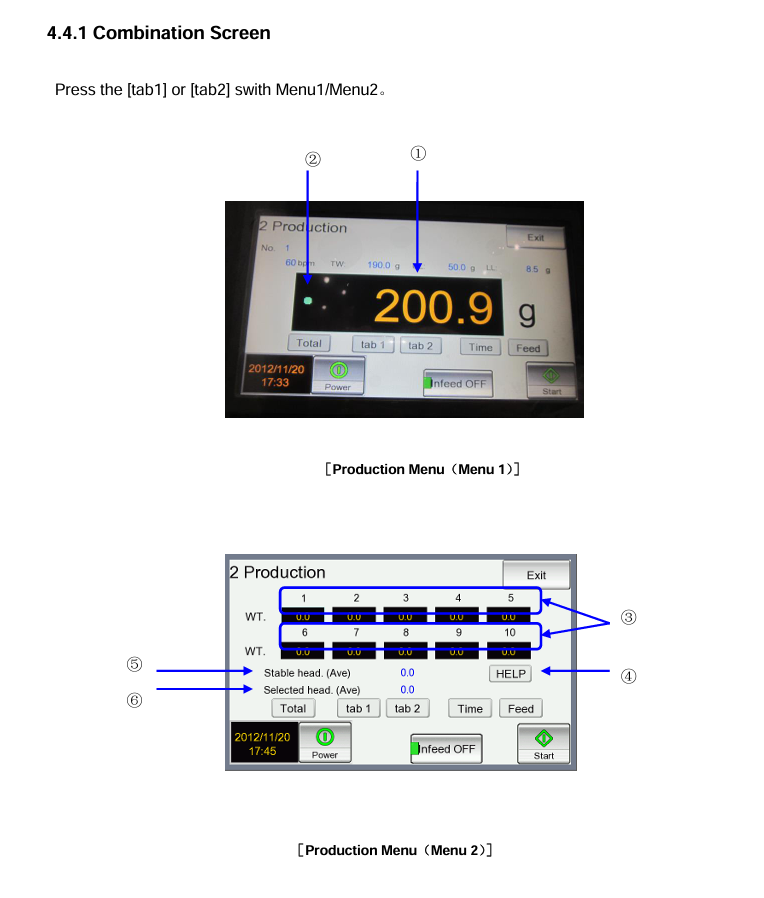 4.4.1 Combination Screen
Press the [tab1] or [tab2] swith Menu1/Menu2。
② ①
2 Production
Exit
No. 1
60 bpm TW: 190.0 g 50.0 g LL 8.5 g
200.9 g
Total tab 1 tab 2 Time Feed
2012/11/20
17:33
Power
Infeed OFF
Start
［Production Menu（Menu 1）］
2 Production
Exit
1 2 3 4 5
③
WT. 0.0 0.0 0.0 0.0 0.0
6 7 8 9 10
WT. 0.0 0.0 0.0 0.0 0.0
⑤ Stable head. (Ave) 0.0 HELP ④
⑥ Selected head. (Ave) 0.0
Total tab 1 tab 2 Time Feed
2012/11/20
17:45
Power
Infeed OFF
Start
［Production Menu（Menu 2）］